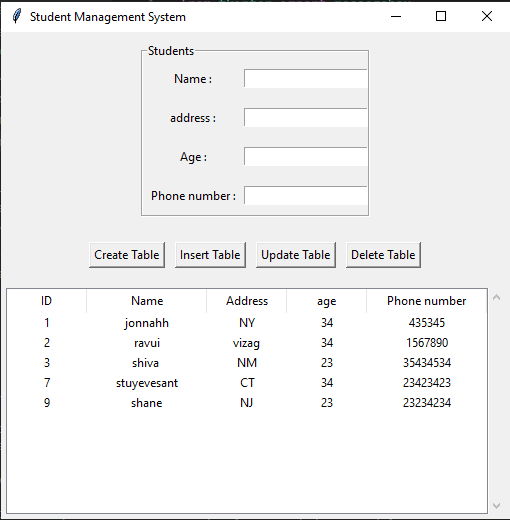 Student Management System
Students
Name :
address :
Age :
Phone number :
Create Table Insert Table Update Table Delete Table
ID Name Address age Phone number
1 jonnahh NY 34 435345
2 ravui vizag 34 1567890
3 shiva NM 23 35434534
7 stuyevesant CT 34 23423423
9 shane NJ 23 23234234